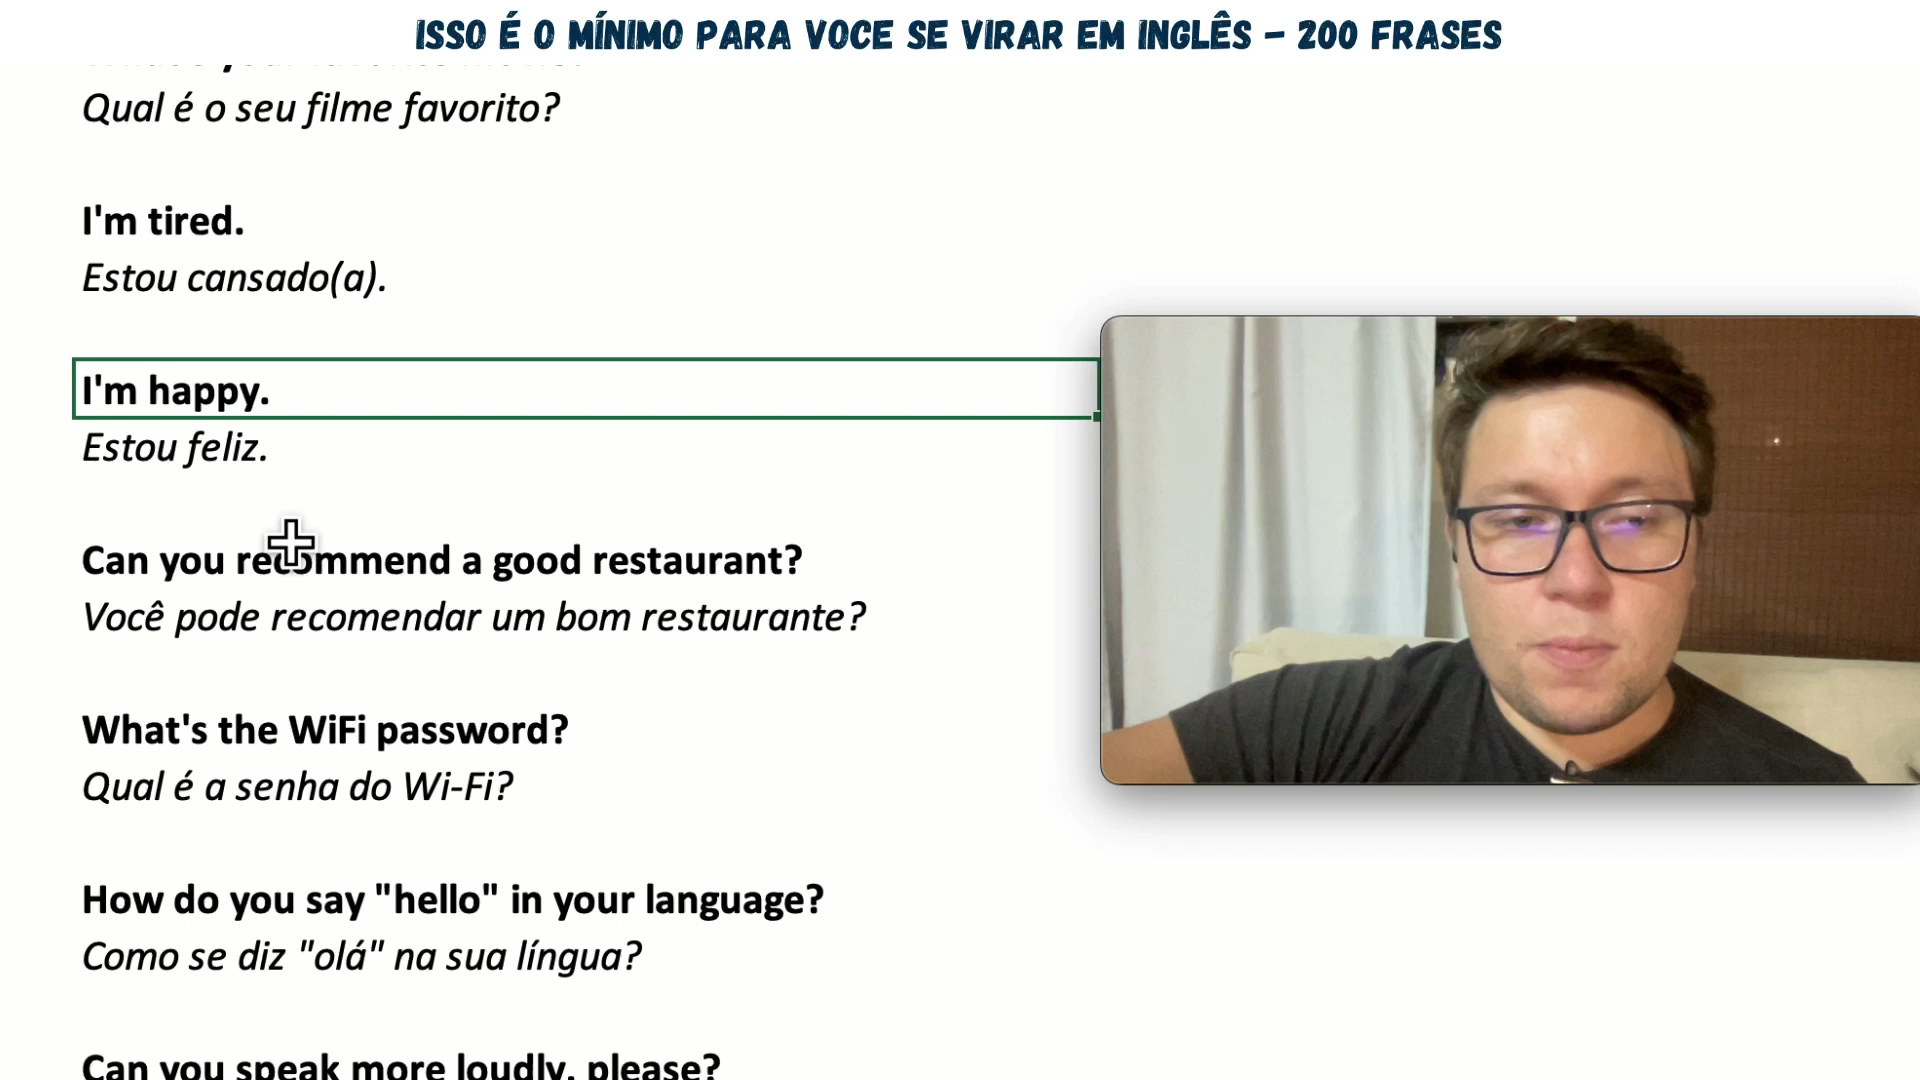 ISSO É O MÍNIMO PARA VOCE SE VIRAR EM INGLÊS – 200 FRASES
Qual é o seu filme favorito?
I'm tired.
Estou cansado(a).
I'm happy.
Estou feliz.
Can you recommend a good restaurant?
Você pode recomendar um bom restaurante?
What's the WiFi password?
Qual é a senha do Wi-Fi?
How do you say "hello" in your language?
Como se diz "olá" na sua língua?
Can you speak more loudly, please?